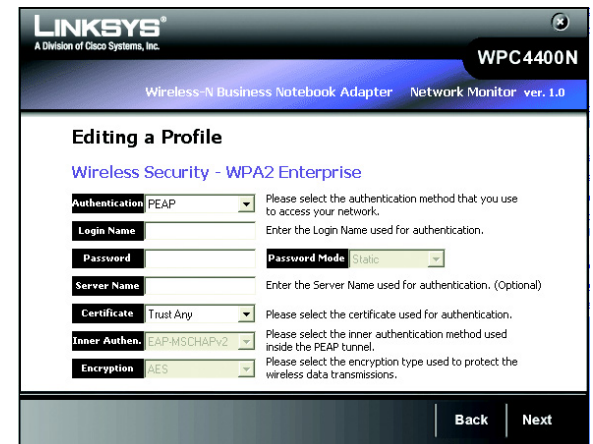 LINKSYS®
A Division of Cisco Systems, Inc.
WPC4400N
Wireless-N Business Notebook Adapter Network Monitor ver. 1.0
Editing a Profile
Wireless Security - WPA2 Enterprise
Authentication PEAP Please select the authentication method that you use
to access your network.
Login Name Enter the Login Name used for authentication.
Password Password Mode Static
Server Name Enter the Server Name used for authentication. (Optional)
Certificate Trust Any Please select the certificate used for authentication.
Inner Authen. EAP-MSCHAPv2 Please select the inner authentication method used
inside the PEAP tunnel.
Encryption AES Please select the encryption type used to protect the
wireless data transmissions.
Back Next